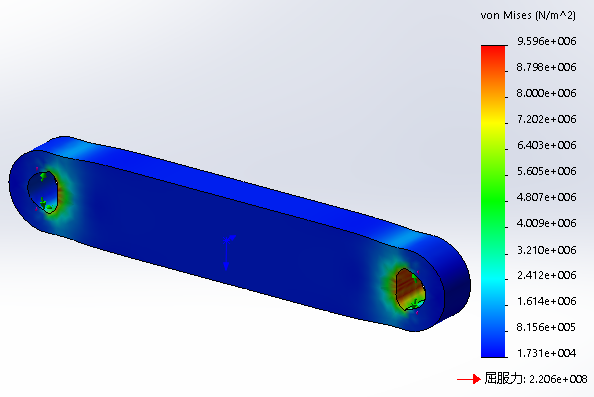 von Mises (N/m^2)
9.596e+006
8.798e+006
8.000e+006
7.202e+006
6.403e+006
5.605e+006
4.807e+006
4.009e+006
3.210e+006
2.412e+006
1.614e+006
8.156e+005
1.731e+004
屈服力: 2.206e+008